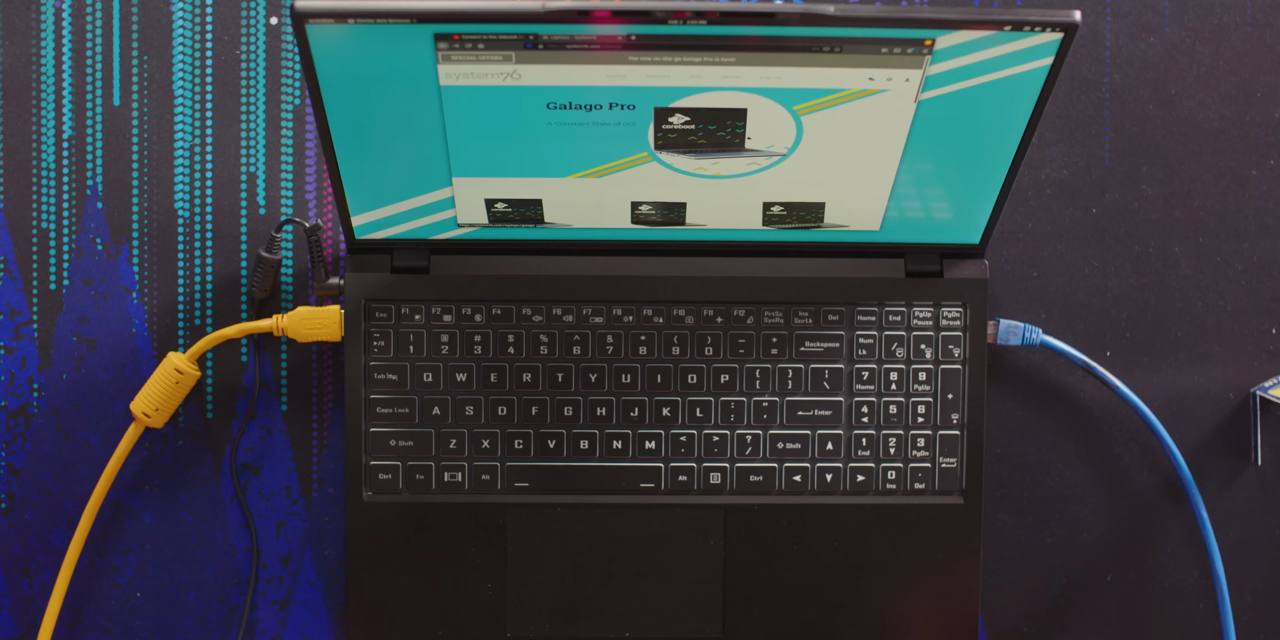 SPECIAL OFFERS
The new on-the-go Galago Pro is here!
system76
Galago Pro
coreboot
coreboot
coreboot
coreboot
Esc F1 F2 F3 F4 F5 F6 F7 F8 F9 F10 F11 F12 PrtSc SysRq Ins ScrLk Del Home End PgUp Pause PgDn Break
~ ` ! 1 @ 2 # 3 $ 4 % 5 ^ 6 & 7 * 8 ( 9 ) 0 _ - + = Backspace Num Lk / * -
Tab Q W E R T Y U I O P { [ } ] | \ 7 Home 8 9 PgUp +
Caps Lock A S D F G H J K L : ; " ' Enter 4 5 6
Shift Z X C V B N M < , > . ? / Shift 1 End 2 3 PgDn Enter
Ctrl Fn Alt Alt Ctrl 0 Ins . Del